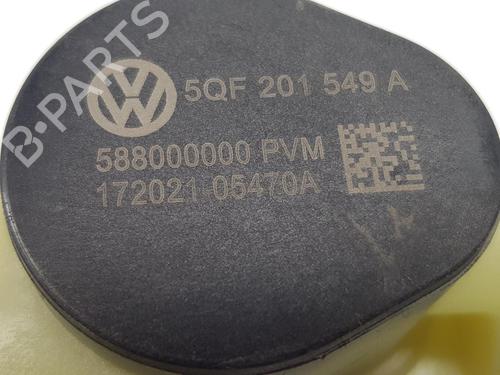 B-PARTS
5QF 201 549 A
588000000 PVM
172021 05470A